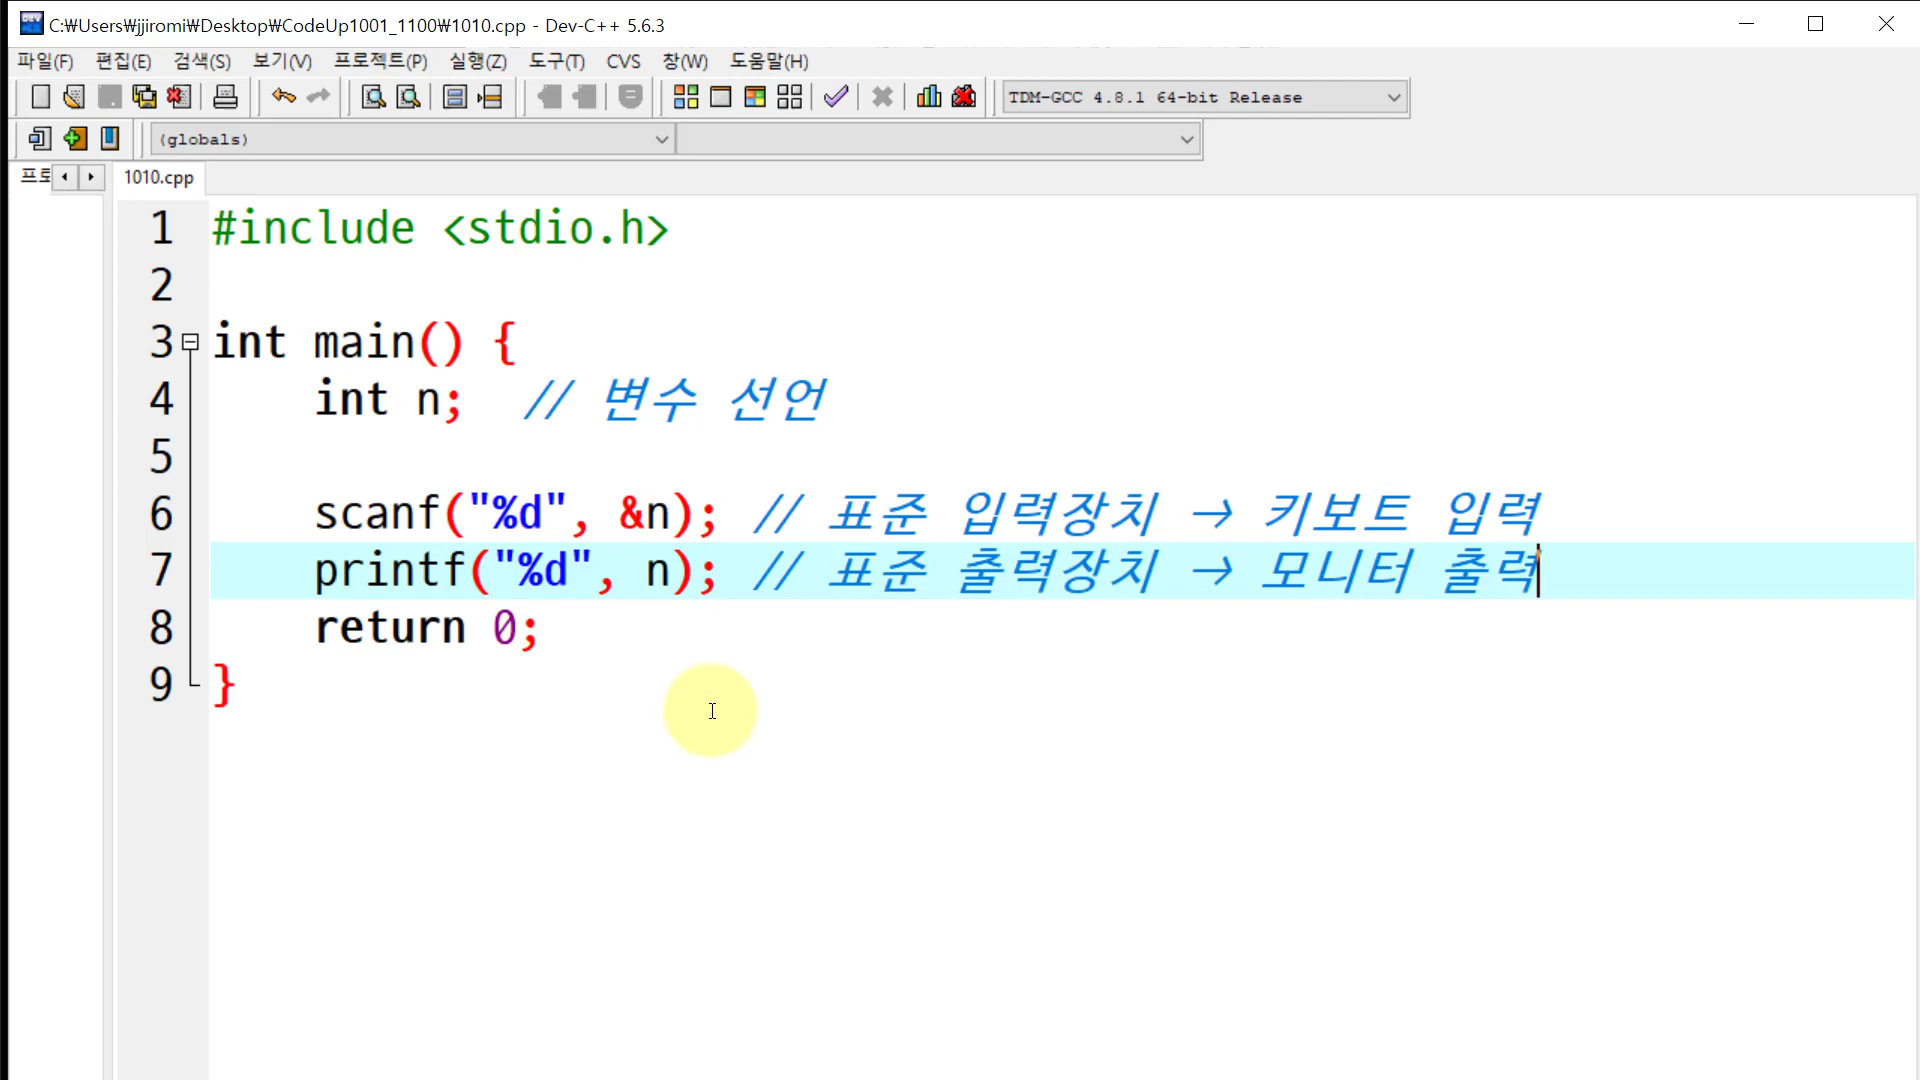 C:₩Users₩jjiromi₩Desktop₩CodeUp1001_1100₩1010.cpp - Dev-C++ 5.6.3
파일(F) 편집(E) 검색(S) 보기(V) 프로젝트(P) 실행(Z) 도구(T) CVS 창(W) 도움말(H)
TDM-GCC 4.8.1 64-bit Release
(globals)
프로 1010.cpp
1 #include <stdio.h>
2
3 int main() {
4 int n; // 변수 선언
5
6 scanf("%d", &n); // 표준 입력장치 → 키보트 입력
7 printf("%d", n); // 표준 출력장치 → 모니터 출력
8 return 0;
9 }